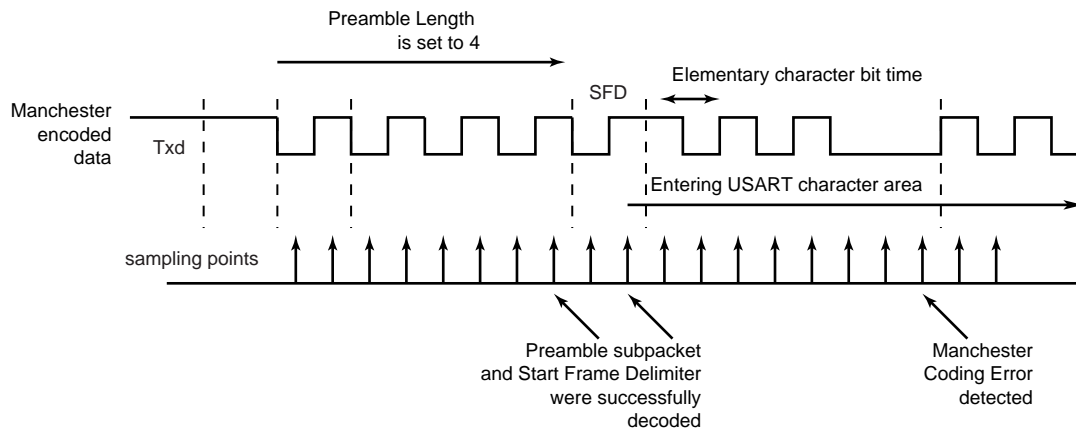 Preamble Length
is set to 4
Elementary character bit time
SFD
Manchester
encoded
data
Txd
Entering USART character area
sampling points
Preamble subpacket
and Start Frame Delimiter
were successfully
decoded
Manchester
Coding Error
detected